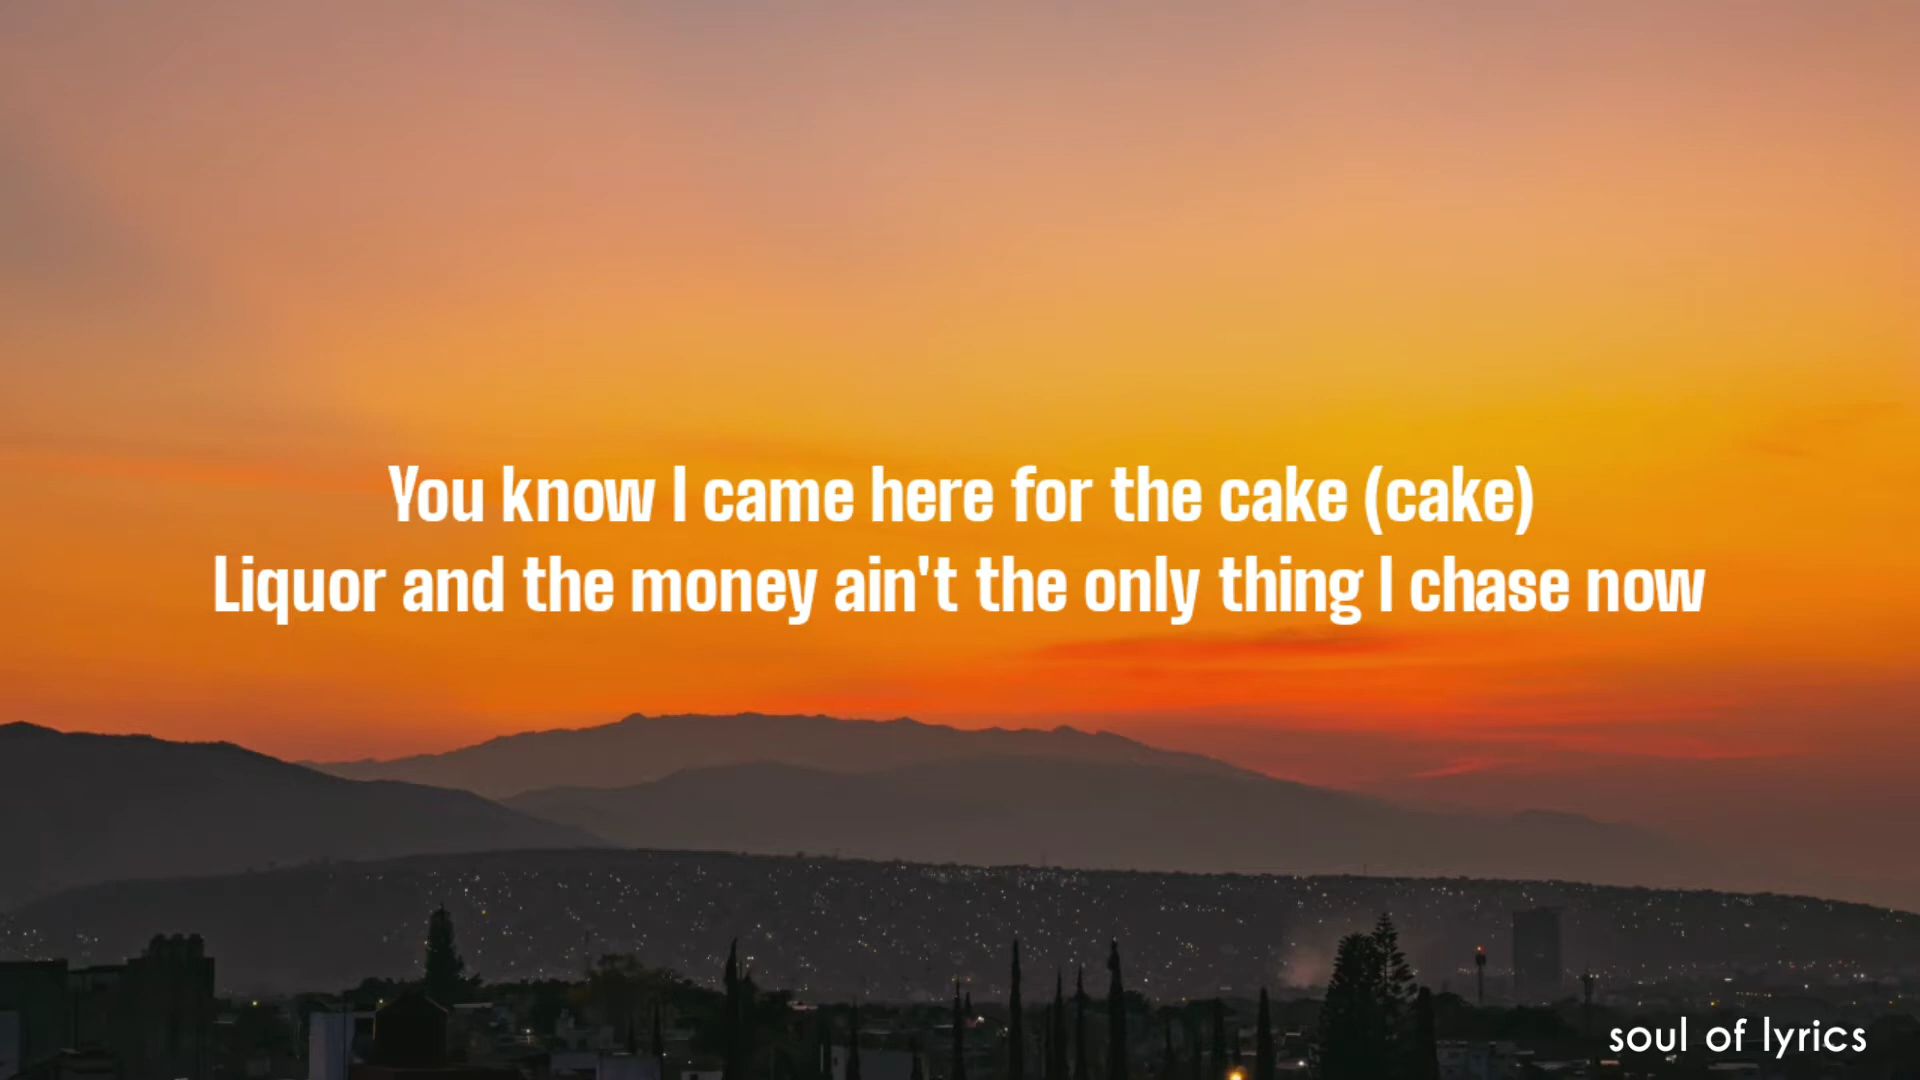 You know I came here for the cake (cake)
Liquor and the money ain't the only thing I chase now
soul of lyrics